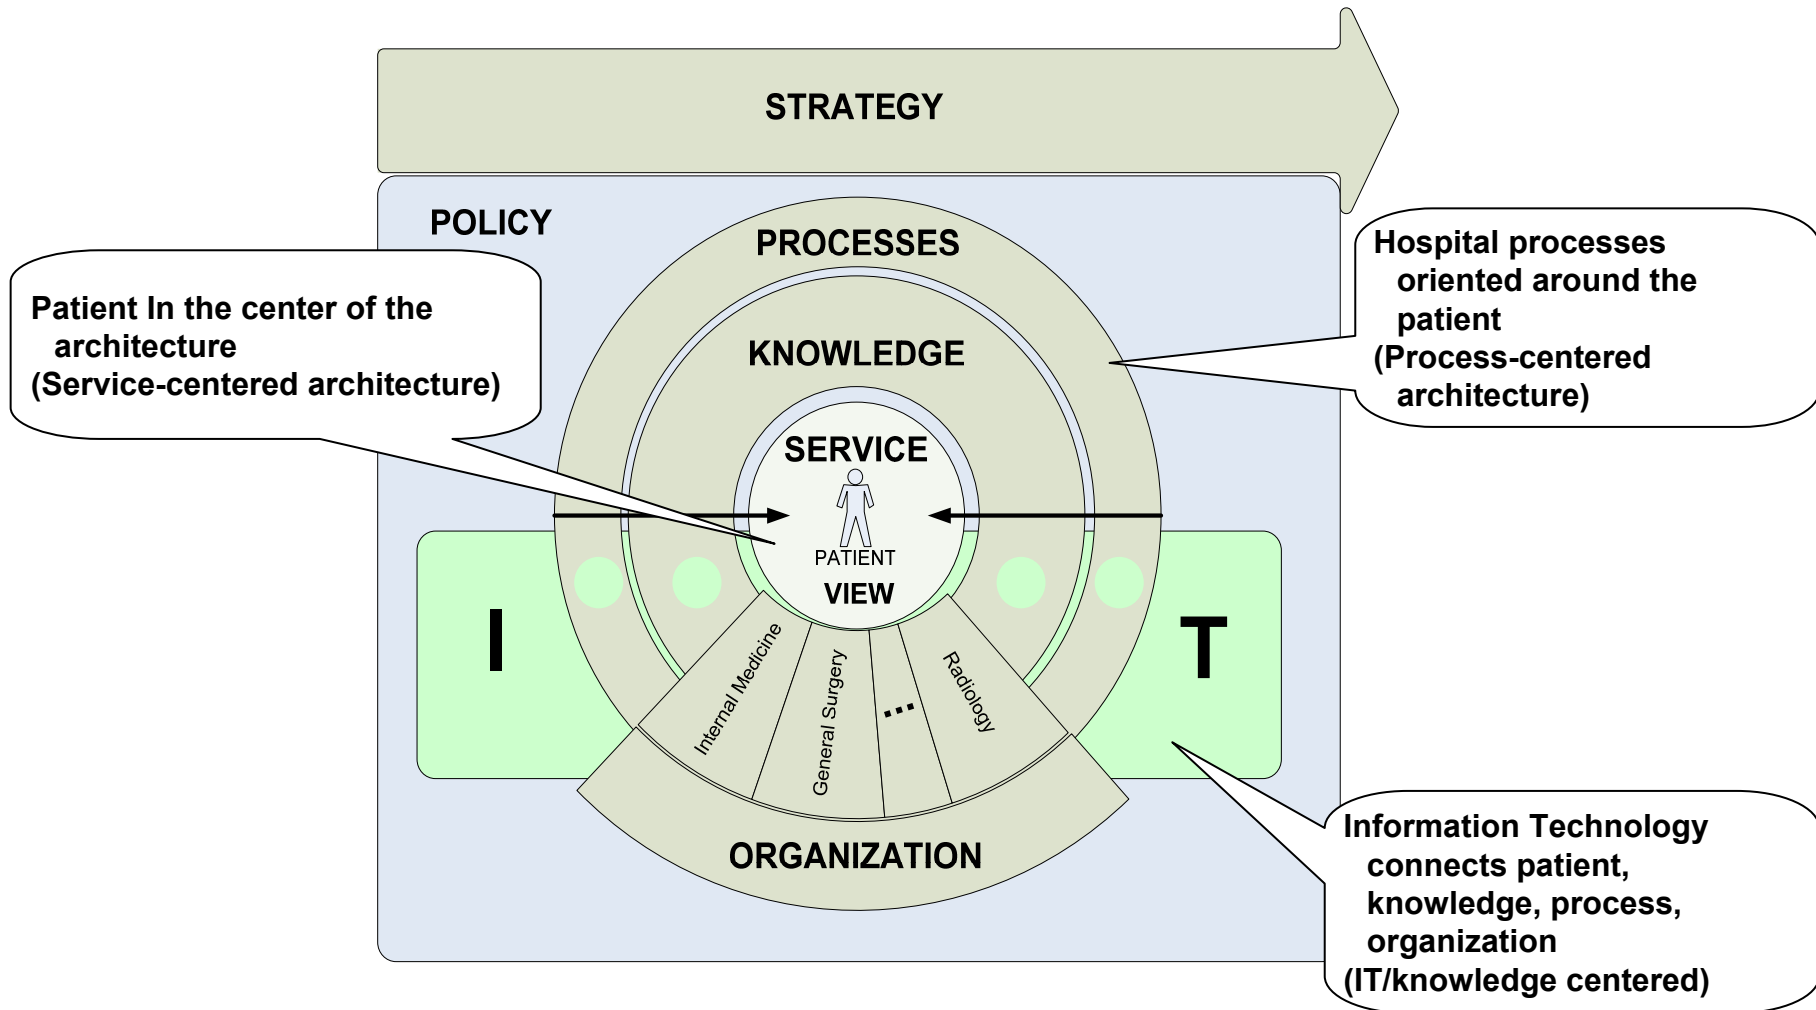 STRATEGY
POLICY
PROCESSES
Hospital processes
oriented around the
patient
(Process-centered
architecture)
Patient In the center of the
architecture
(Service-centered architecture)
KNOWLEDGE
SERVICE
PATIENT
VIEW
I
T
Internal Medicine
General Surgery
...
Radiology
ORGANIZATION
Information Technology
connects patient,
knowledge, process,
organization
(IT/knowledge centered)